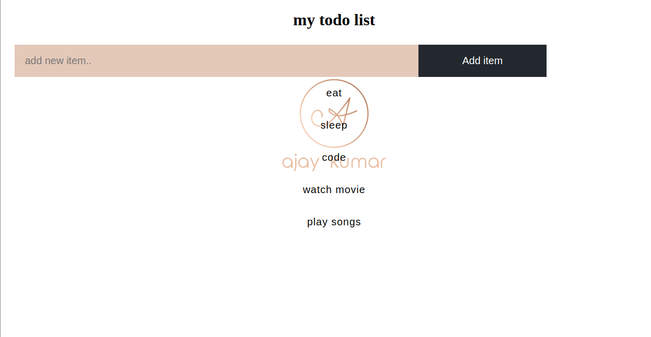 my todo list
add new item..
Add item
eat
sleep
code
ajay kumar
watch movie
play songs